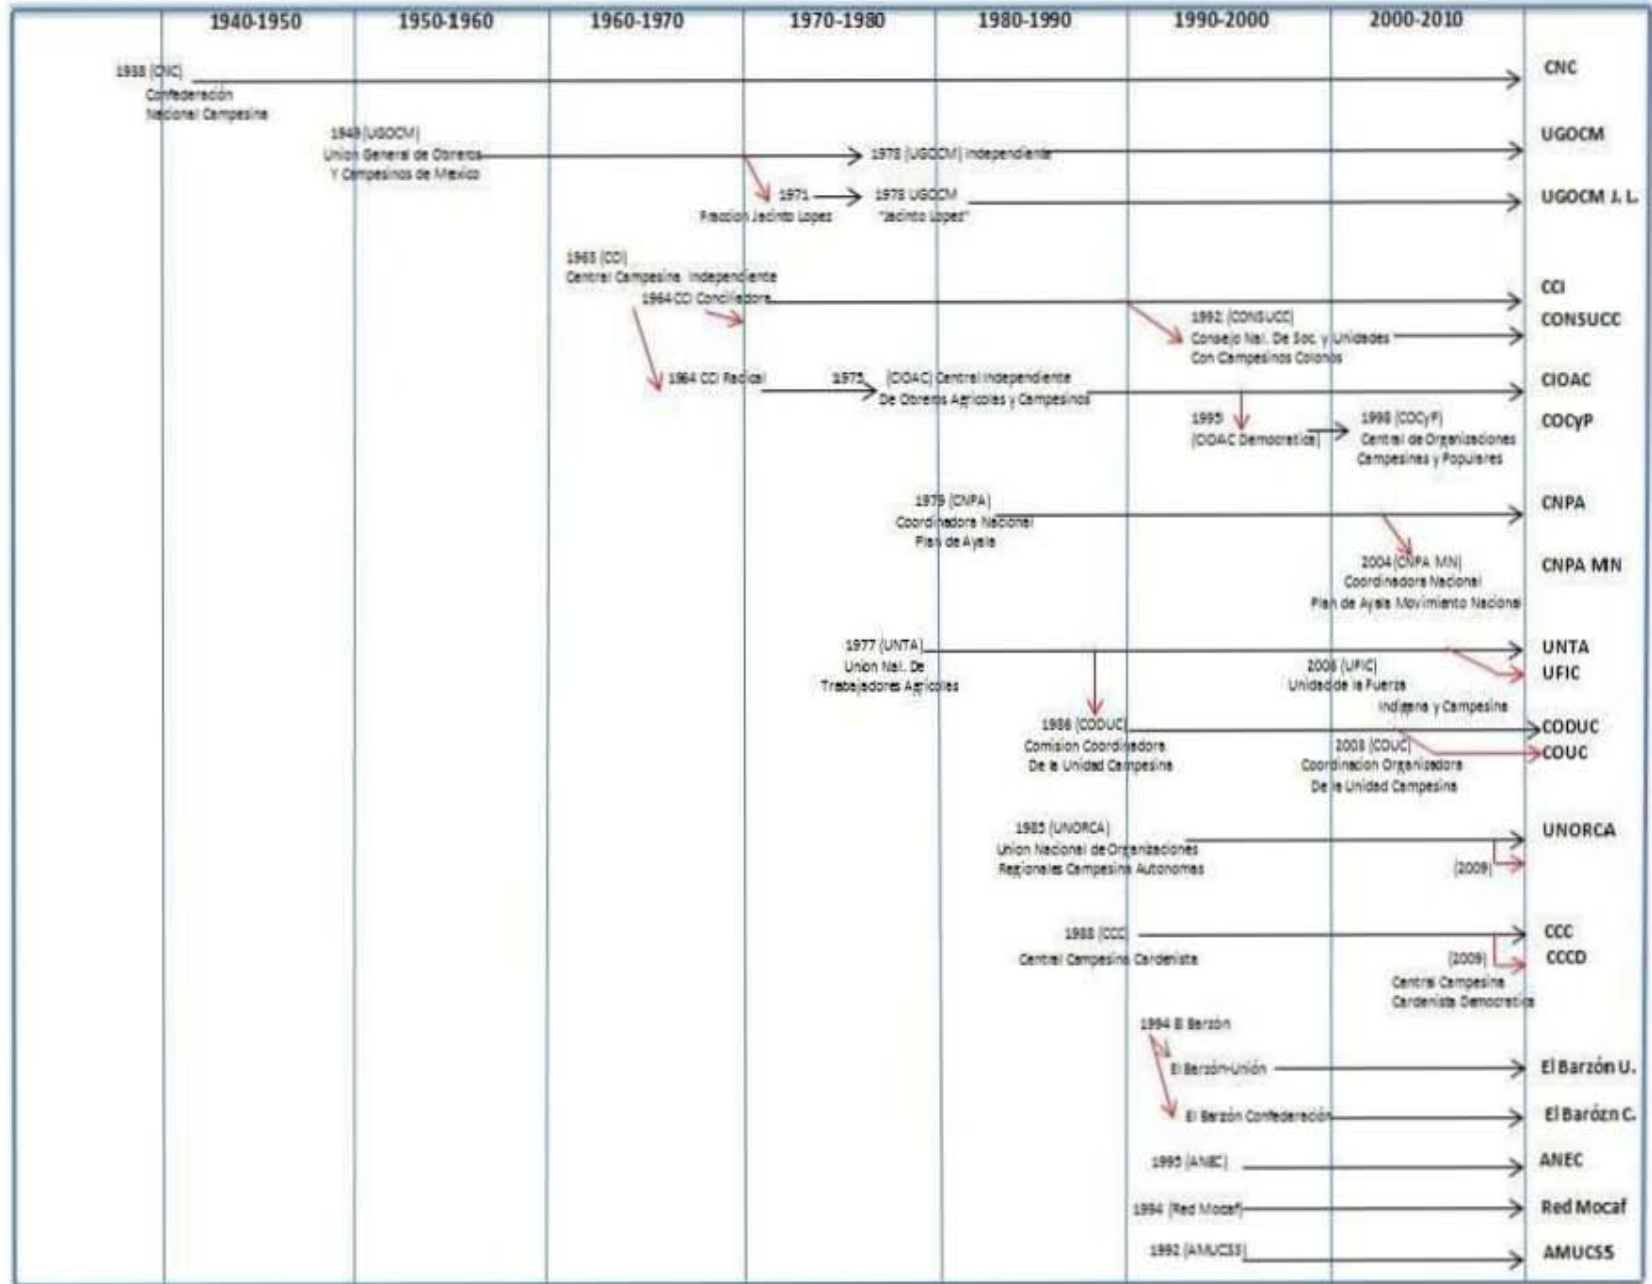 1940-1950 1950-1960 1960-1970 1970-1980 1980-1990 1990-2000 2000-2010
1938 (CNC)
Confederación
Nacional Campesina
CNC
1949 (UGOCM)
Union General de Obreros
Y Campesinos de Mexico
1978 (UGOCM) Independiente
UGOCM
1971
Fraccion Jacinto Lopez
1978 UGOCM
"Jacinto Lopez"
UGOCM J. L.
1963 (CCI)
Central Campesina Independiente
1964 CCI Conciliadora
CCI
1992 (CONSUCC)
Consejo Nal. De Soc. y Unidades
Con Campesinos Colonos
CONSUCC
1964 CCI Radical
1975 (CIOAC) Central Independiente
De Obreros Agricolas y Campesinos
CIOAC
1995
(CIOAC Democratica)
1998 (COCyP)
Central de Organizaciones
Campesinas y Populares
COCyP
1979 (CNPA)
Coordinadora Nacional
Plan de Ayala
CNPA
2004 (CNPA MN)
Coordinadora Nacional
Plan de Ayala Movimiento Nacional
CNPA MN
1977 (UNTA)
Union Nal. De
Trabajadores Agricolas
UNTA
(UFIC)
Unidad de la Fuerza
Indigena y Campesina
UFIC
1986 (CODUC)
Comision Coordinadora
De la Unidad Campesina
CODUC
2003 (COUC)
Coordinacion Organizadora
De la Unidad Campesina
COUC
1985 (UNORCA)
Union Nacional de Organizaciones
Regionales Campesina Autonomas
UNORCA
(2009)
1988 (CCC)
Central Campesina Cardenista
CCC
(2009)
Central Campesina
Cardenista Democratica
CCCD
1994 El Barzón
El Barzón-Unión
El Barzón U.
El Barzón Confederación
El Barózn C.
1995 (ANEC)
ANEC
1994 (Red Mocaf)
Red Mocaf
1992 (AMUCSS)
AMUCSS